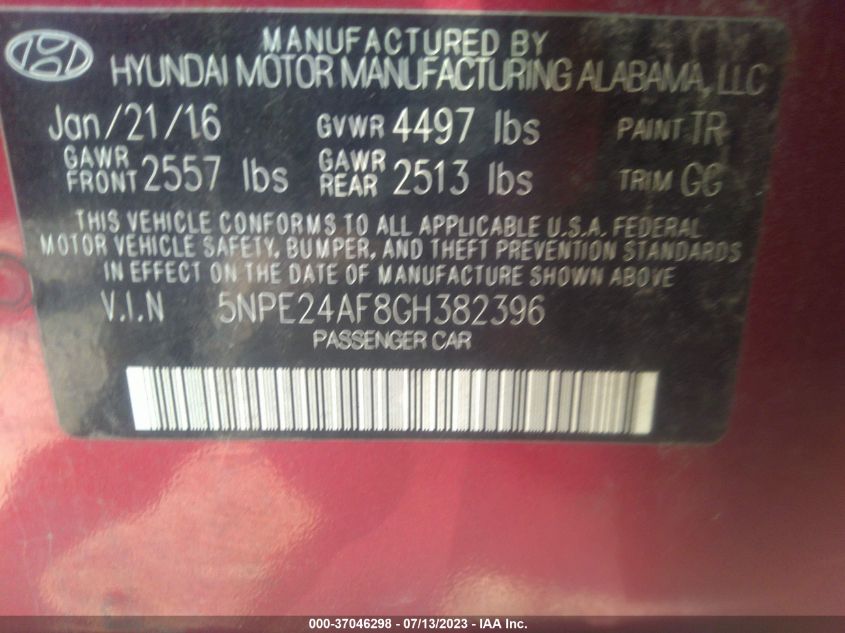 MANUFACTURED BY
HYUNDAI MOTOR MANUFACTURING ALABAMA, LLC
Jan/21/16 GVWR 4497 lbs PAINT TR
GAWR FRONT 2557 lbs GAWR REAR 2513 lbs TRIM GG
THIS VEHICLE CONFORMS TO ALL APPLICABLE U.S.A. FEDERAL
MOTOR VEHICLE SAFETY, BUMPER, AND THEFT PREVENTION STANDARDS
IN EFFECT ON THE DATE OF MANUFACTURE SHOWN ABOVE
V.I.N 5NPE24AF8GH382396
PASSENGER CAR
000-37046298 - 07/13/2023 - IAA Inc.